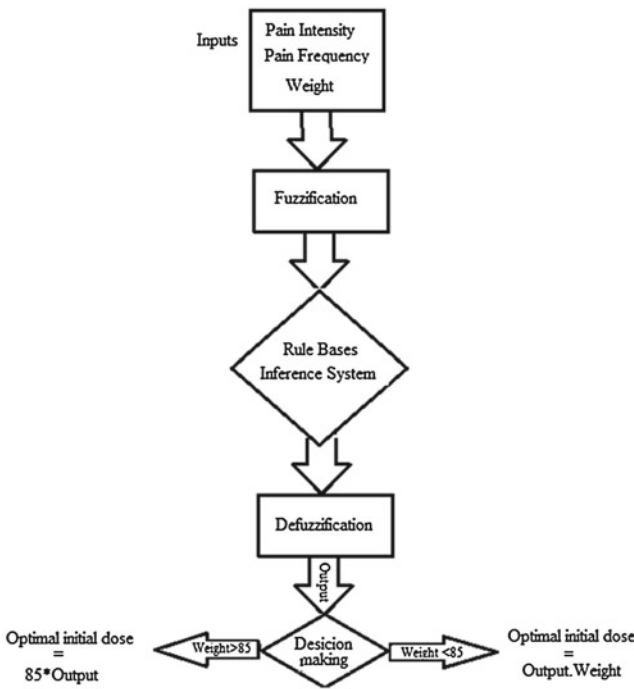 Inputs
Pain Intensity
Pain Frequency
Weight
Fuzzification
Rule Bases
Inference System
Defuzzification
Output
Desicion
making
Weight>85
Weight <85
Optimal initial dose
=
85*Output
Optimal initial dose
=
Output.Weight